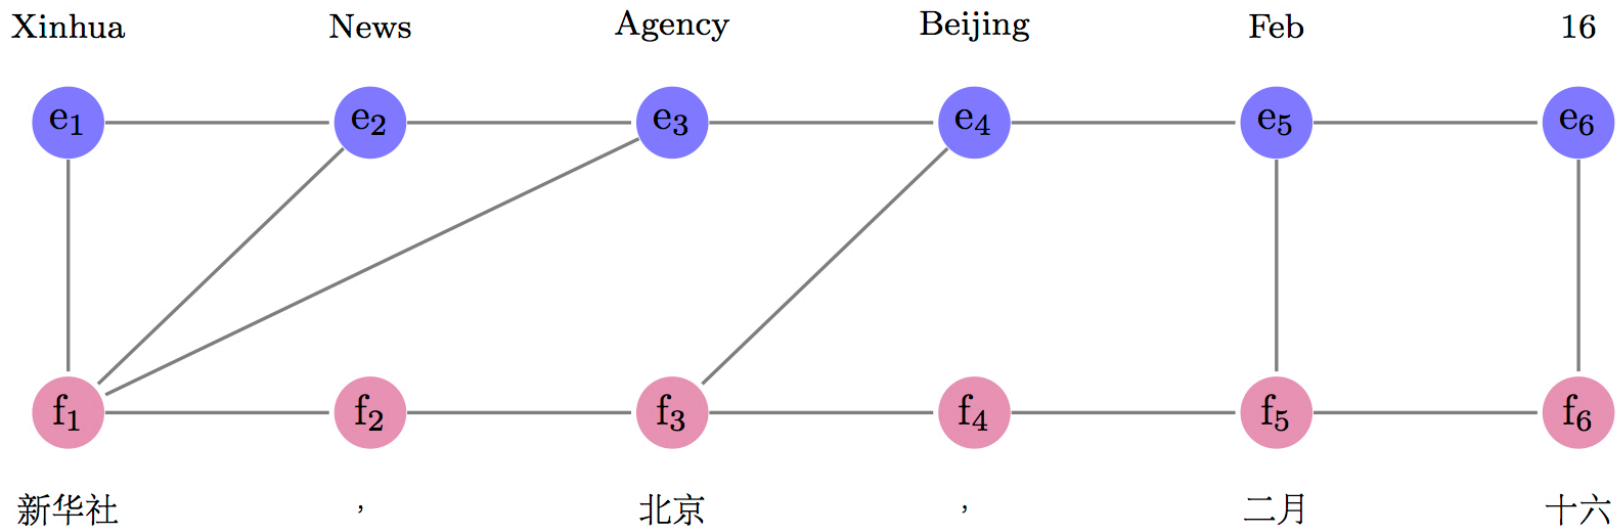 Xinhua News Agency Beijing Feb 16
e1 e2 e3 e4 e5 e6
f1 f2 f3 f4 f5 f6
新华社 , 北京 , 二月 十六